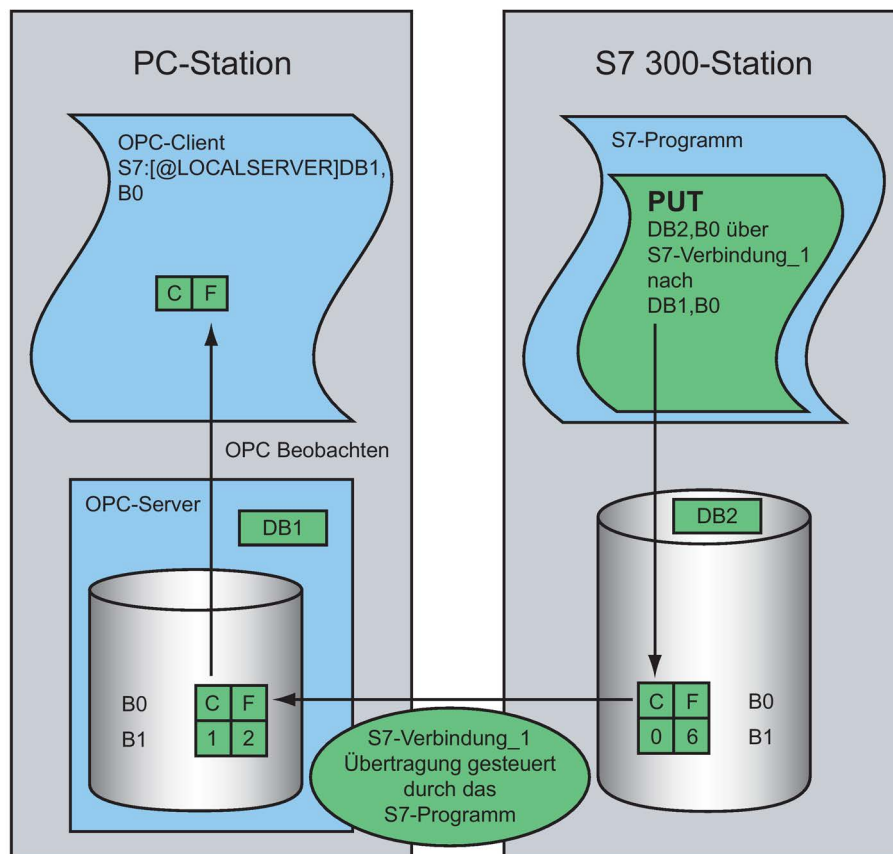 PC-Station
OPC-Client
S7:[@LOCALSERVER]DB1,
B0
C F
OPC Beobachten
OPC-Server
DB1
B0 C F
B1 1 2
S7 300-Station
S7-Programm
PUT
DB2,B0 über
S7-Verbindung_1
nach
DB1,B0
DB2
C F B0
0 6 B1
S7-Verbindung_1
Übertragung gesteuert
durch das
S7-Programm